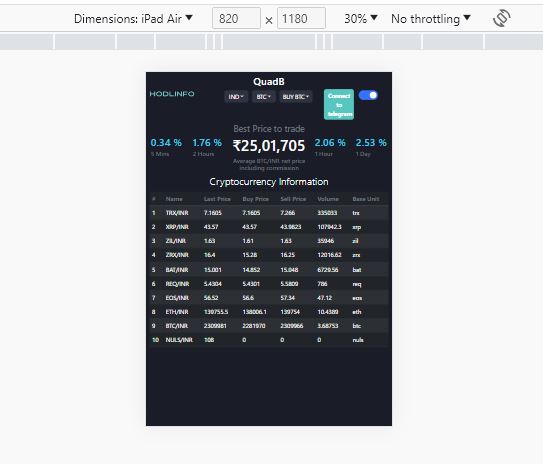 Dimensions: iPad Air ▼ 820 × 1180 30% ▼ No throttling ▼
QuadB
HODLINFO
IND BTC BUY BTC
Connect
to
telegram
Best Price to trade
0.34 % 1.76 % ₹25,01,705 2.06 % 2.53 %
5 Mins 2 Hours 1 Hour 1 Day
Average BTC/INR net price
including commission
Cryptocurrency Information
# Name Last Price Buy Price Sell Price Volume Base Unit
1 TRX/INR 7.1605 7.1605 7.266 335033 trx
2 XRP/INR 43.57 43.57 43.9823 107942.3 xrp
3 ZIL/INR 1.63 1.61 1.63 35946 zil
4 ZRX/INR 16.4 15.28 16.25 12016.62 zrx
5 BAT/INR 15.001 14.852 15.048 6729.56 bat
6 REQ/INR 5.4304 5.4301 5.5809 786 req
7 EOS/INR 56.52 56.6 57.34 47.12 eos
8 ETH/INR 139755.5 138006.1 139754 10.4389 eth
9 BTC/INR 2309981 2281970 2309966 3.68753 btc
10 NULS/INR 108 0 0 0 nuls